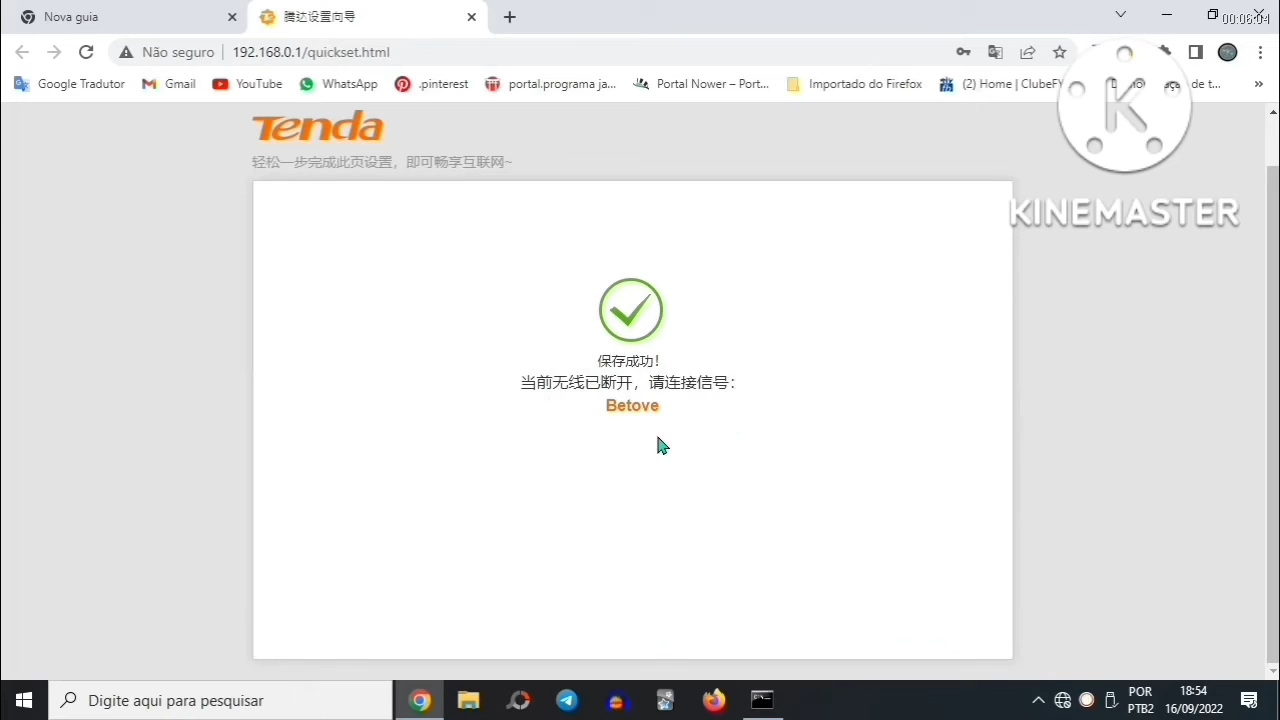 Nova guia
腾达设置向导
00:06:04
Não seguro
192.168.0.1/quickset.html
Google Tradutor
Gmail
YouTube
WhatsApp
.pinterest
portal.programa ja...
Portal Nower – Port...
Importado do Firefox
(2) Home | ClubeFY
de t...
Tenda
轻松一步完成此页设置，即可畅享互联网~
K
KINEMASTER
保存成功！
当前无线已断开，请连接信号：
Betove
Digite aqui para pesquisar
POR
PTB2
18:54
16/09/2022